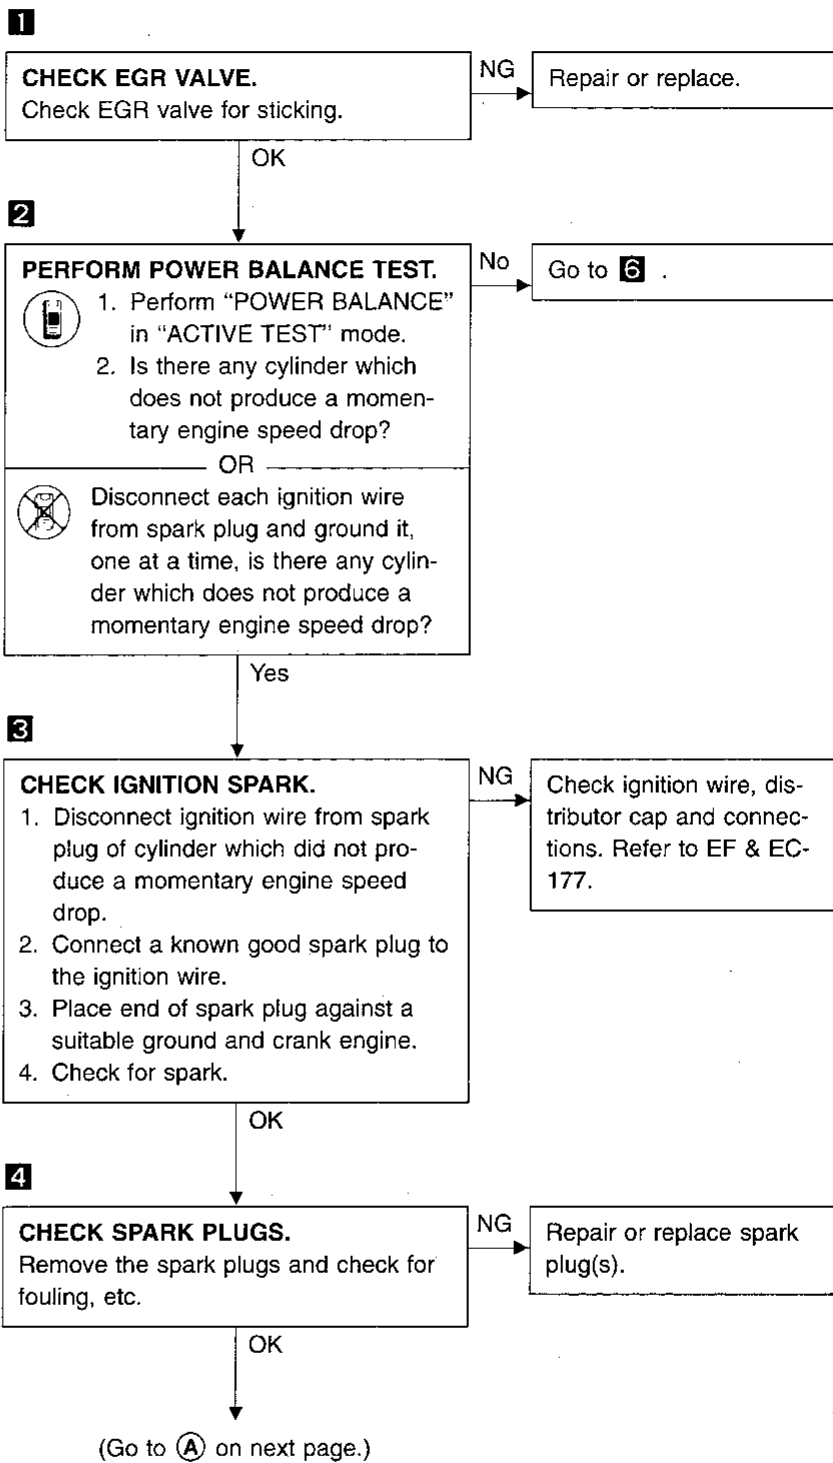 1
CHECK EGR VALVE.
Check EGR valve for sticking.
NG
Repair or replace.
OK
2
PERFORM POWER BALANCE TEST.
1. Perform “POWER BALANCE”
in “ACTIVE TEST” mode.
2. Is there any cylinder which
does not produce a momen-
tary engine speed drop?
OR
Disconnect each ignition wire
from spark plug and ground it,
one at a time, is there any cylin-
der which does not produce a
momentary engine speed drop?
No
Go to 6 .
Yes
3
CHECK IGNITION SPARK.
1. Disconnect ignition wire from spark
plug of cylinder which did not pro-
duce a momentary engine speed
drop.
2. Connect a known good spark plug to
the ignition wire.
3. Place end of spark plug against a
suitable ground and crank engine.
4. Check for spark.
NG
Check ignition wire, dis-
tributor cap and connec-
tions. Refer to EF & EC-
177.
OK
4
CHECK SPARK PLUGS.
Remove the spark plugs and check for
fouling, etc.
NG
Repair or replace spark
plug(s).
OK
(Go to Ⓐ on next page.)